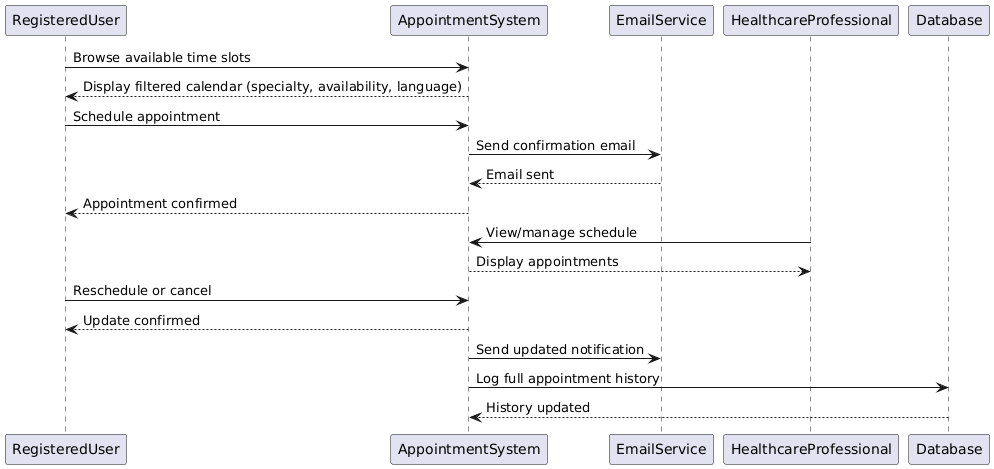 RegisteredUser AppointmentSystem EmailService HealthcareProfessional Database
Browse available time slots
Display filtered calendar (specialty, availability, language)
Schedule appointment
Send confirmation email
Email sent
Appointment confirmed
View/manage schedule
Display appointments
Reschedule or cancel
Update confirmed
Send updated notification
Log full appointment history
History updated
RegisteredUser AppointmentSystem EmailService HealthcareProfessional Database